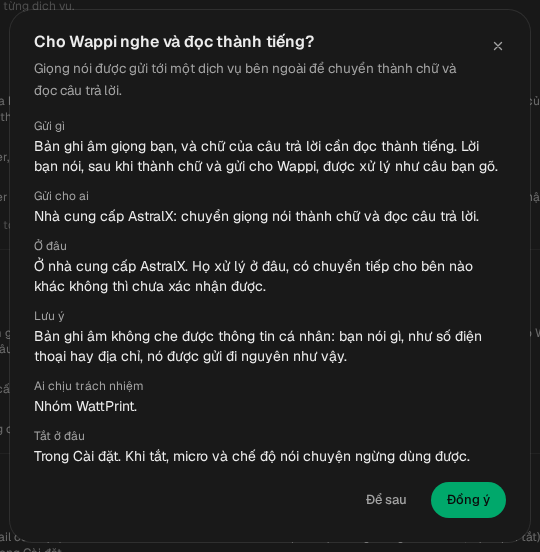 từng dịch vụ.
Cho Wappi nghe và đọc thành tiếng?
Giọng nói được gửi tới một dịch vụ bên ngoài để chuyển thành chữ và
đọc câu trả lời.
Gửi gì
Bản ghi âm giọng bạn, và chữ của câu trả lời cần đọc thành tiếng. Lời
bạn nói, sau khi thành chữ và gửi cho Wappi, được xử lý như câu bạn gõ.
Gửi cho ai
Nhà cung cấp AstralX: chuyển giọng nói thành chữ và đọc câu trả lời.
Ở đâu
Ở nhà cung cấp AstralX. Họ xử lý ở đâu, có chuyển tiếp cho bên nào
khác không thì chưa xác nhận được.
Lưu ý
Bản ghi âm không che được thông tin cá nhân: bạn nói gì, như số điện
thoại hay địa chỉ, nó được gửi đi nguyên như vậy.
Ai chịu trách nhiệm
Nhóm WattPrint.
Tắt ở đâu
Trong Cài đặt. Khi tắt, micro và chế độ nói chuyện ngừng dùng được.
Để sau
Đồng ý